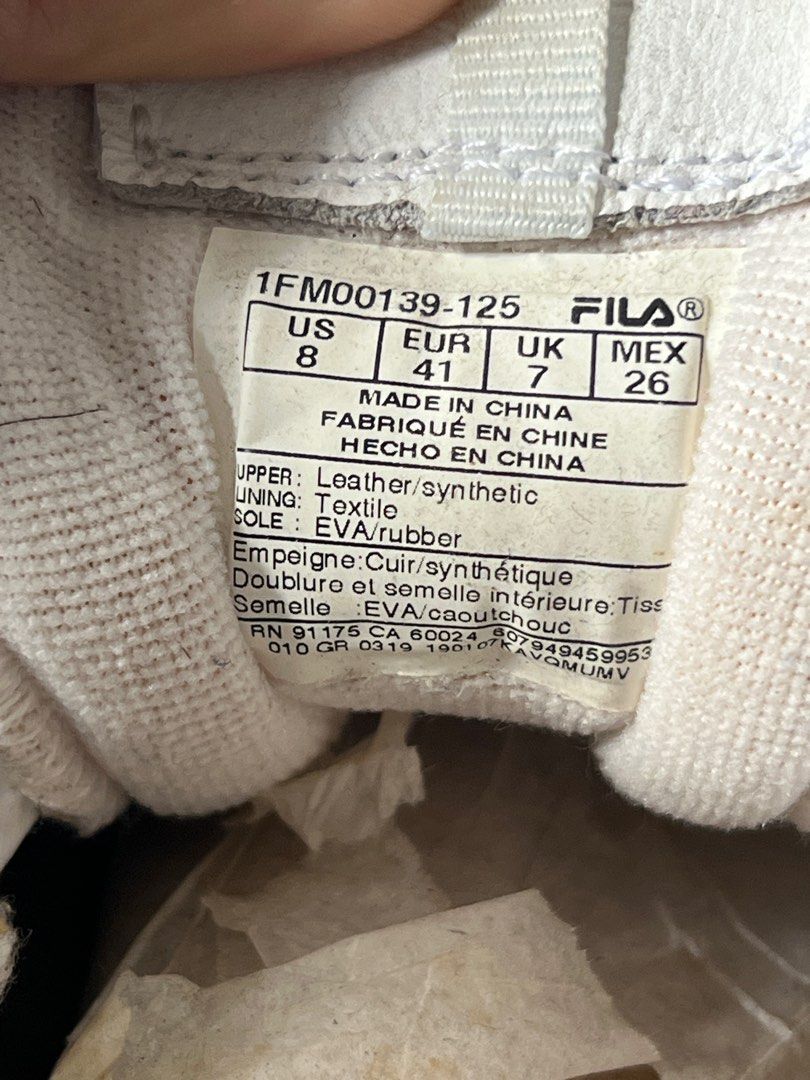 1FM00139-125 FILA®
US EUR UK MEX
8 41 7 26
MADE IN CHINA
FABRIQUÉ EN CHINE
HECHO EN CHINA
UPPER: Leather/synthetic
LINING: Textile
SOLE : EVA/rubber
Empeigne:Cuir/synthétique
Doublure et semelle intérieure:Tiss
Semelle :EVA/caoutchouc
RN 91175 CA 60024 607949459953
010 GR 0319 190107KAVQMUMV